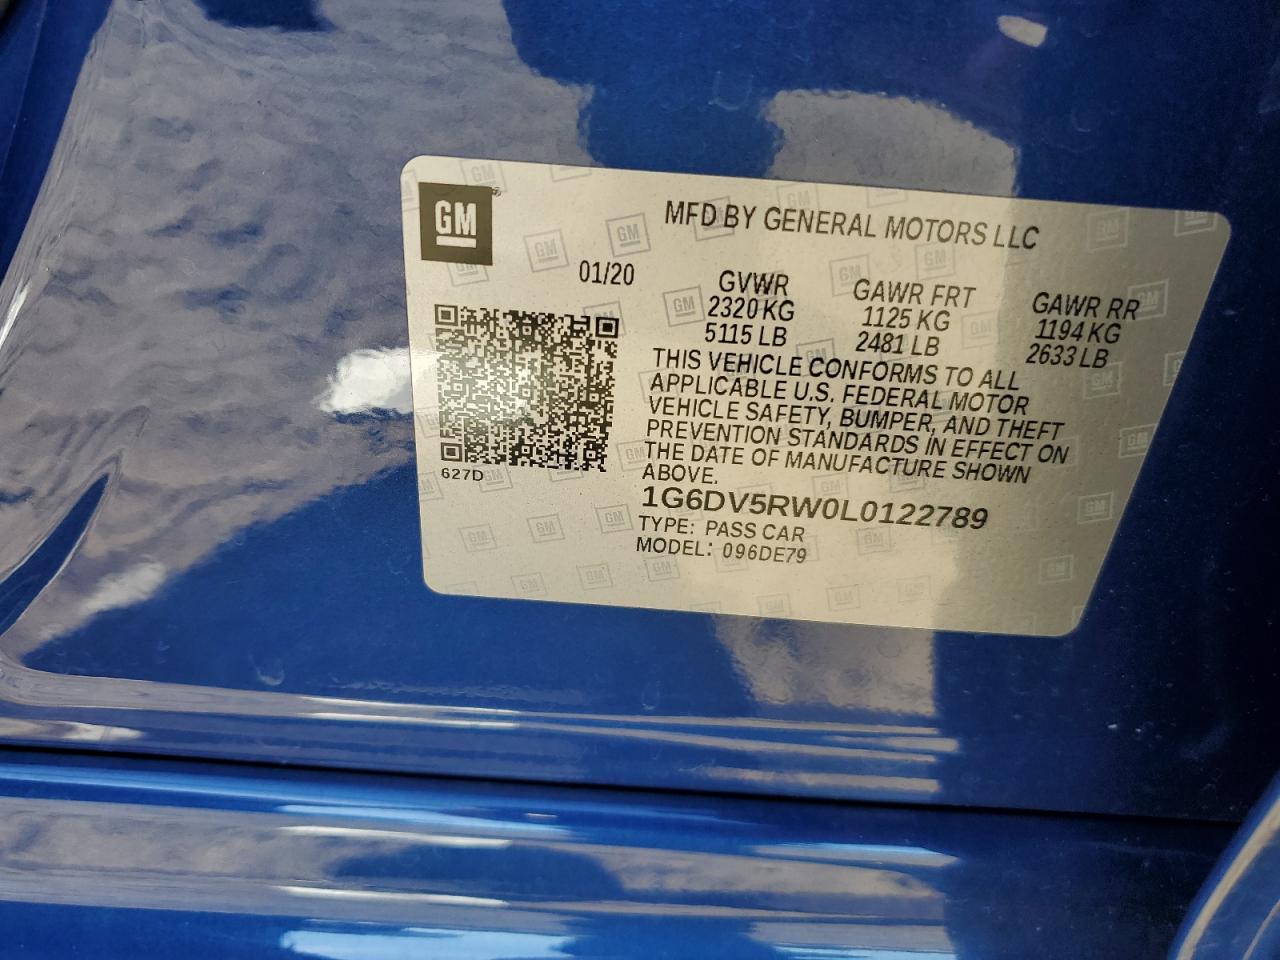 GM
MFD BY GENERAL MOTORS LLC
01/20
GVWR
2320 KG
5115 LB
GAWR FRT
1125 KG
2481 LB
GAWR RR
1194 KG
2633 LB
THIS VEHICLE CONFORMS TO ALL
APPLICABLE U.S. FEDERAL MOTOR
VEHICLE SAFETY, BUMPER, AND THEFT
PREVENTION STANDARDS IN EFFECT ON
THE DATE OF MANUFACTURE SHOWN
ABOVE.
627D
1G6DV5RW0L0122789
TYPE: PASS CAR
MODEL: 096DE79